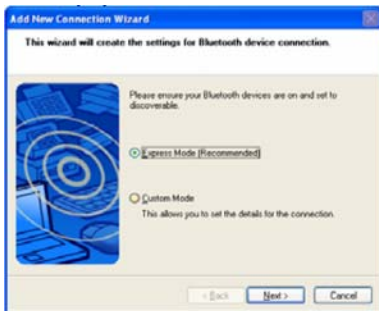 Add New Connection Wizard
This wizard will create the settings for Bluetooth device connection.
Please ensure your Bluetooth devices are on and set to
discoverable.
Express Mode [Recommended]
Custom Mode
This allows you to set the details for the connection.
< Back
Next >
Cancel